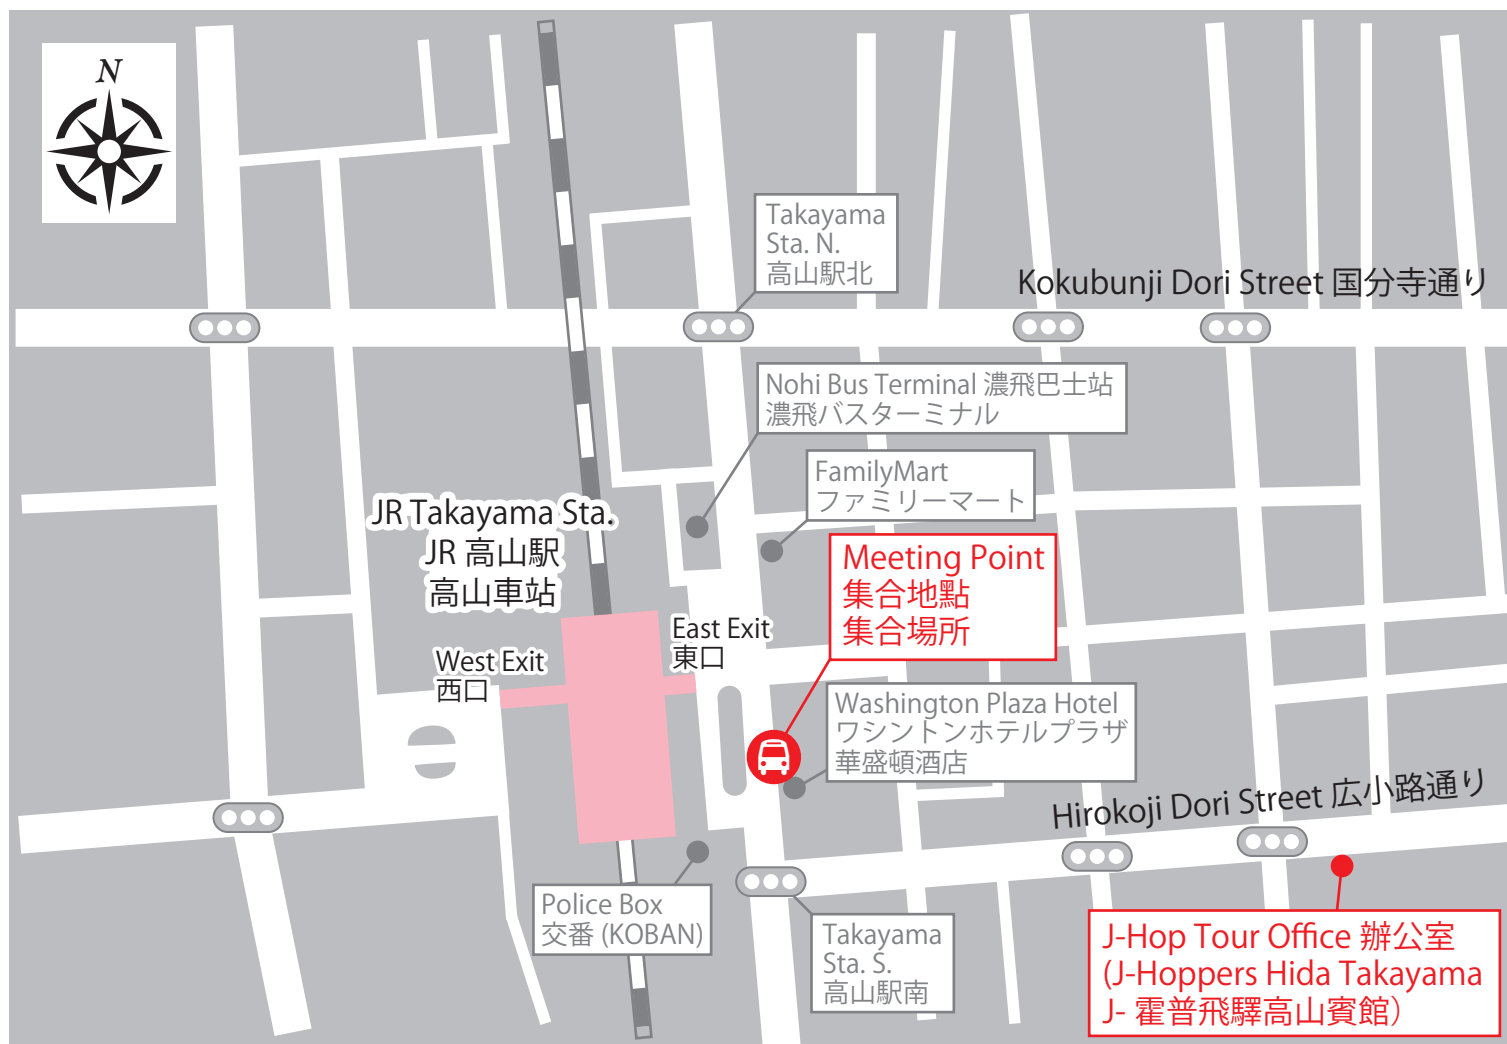 N
Takayama
Sta. N.
高山駅北
Kokubunji Dori Street 国分寺通り
Nohi Bus Terminal 濃飛巴士站
濃飛バスターミナル
FamilyMart
ファミリーマート
JR Takayama Sta.
JR 高山駅
高山車站
Meeting Point
集合地點
集合場所
East Exit
東口
West Exit
西口
Washington Plaza Hotel
ワシントンホテルプラザ
華盛頓酒店
Hirokoji Dori Street 広小路通り
Police Box
交番 (KOBAN)
Takayama
Sta. S.
高山駅南
J-Hop Tour Office 辦公室
(J-Hoppers Hida Takayama
J- 霍普飛驒高山賓館）